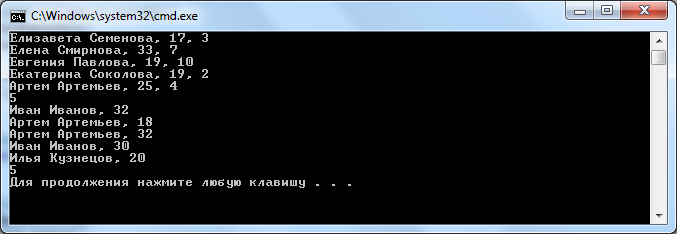 C:\Windows\system32\cmd.exe
Елизавета Семенова, 17, 3
Елена Смирнова, 33, 7
Евгения Павлова, 19, 10
Екатерина Соколова, 19, 2
Артем Артемьев, 25, 4
5
Иван Иванов, 32
Артем Артемьев, 18
Артем Артемьев, 32
Иван Иванов, 30
Илья Кузнецов, 20
5
Для продолжения нажмите любую клавишу . . .